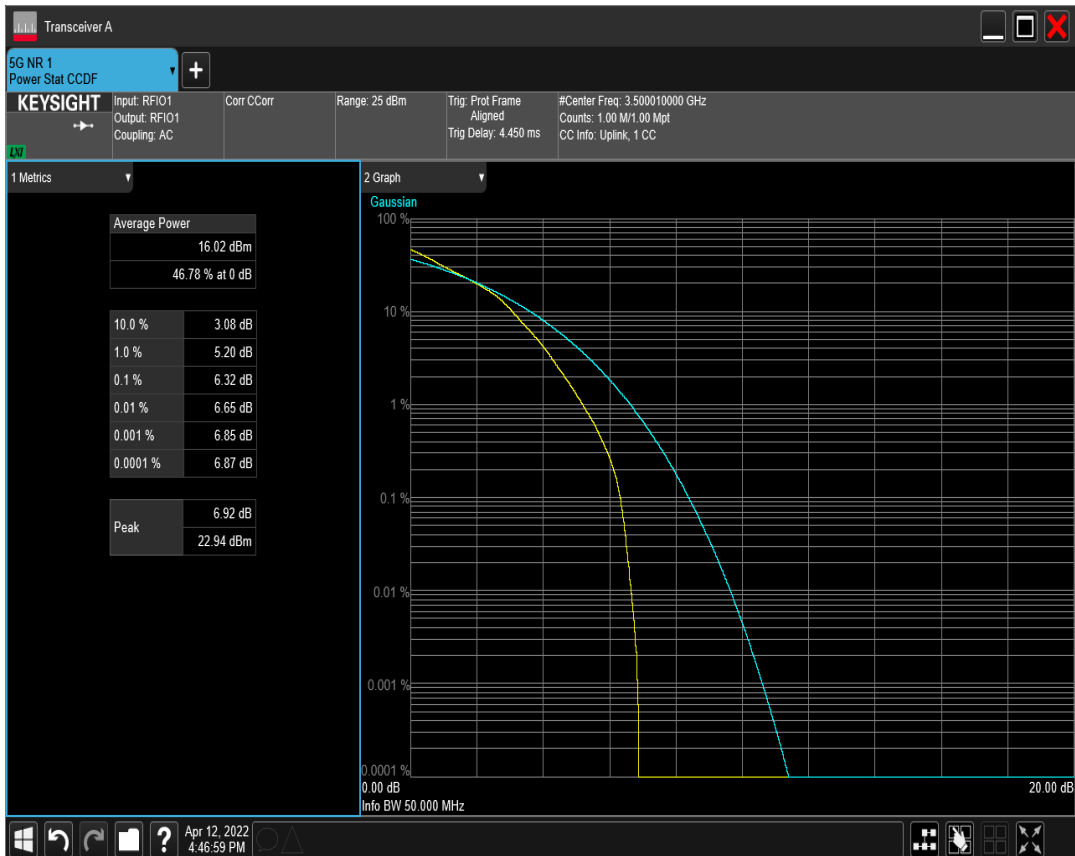 Transceiver A
5G NR 1
Power Stat CCDF
+
KEYSIGHT
LXI
Input: RFIO1
Output: RFIO1
Coupling: AC
Corr CCorr
Range: 25 dBm
Trig: Prot Frame
Aligned
Trig Delay: 4.450 ms
#Center Freq: 3.500010000 GHz
Counts: 1.00 M/1.00 Mpt
CC Info: Uplink, 1 CC
1 Metrics
Average Power
16.02 dBm
46.78 % at 0 dB
10.0 % 3.08 dB
1.0 % 5.20 dB
0.1 % 6.32 dB
0.01 % 6.65 dB
0.001 % 6.85 dB
0.0001 % 6.87 dB
Peak
6.92 dB
22.94 dBm
2 Graph
Gaussian
100 %
10 %
1 %
0.1 %
0.01 %
0.001 %
0.0001 %
0.00 dB 20.00 dB
Info BW 50.000 MHz
?
Apr 12, 2022
4:46:59 PM